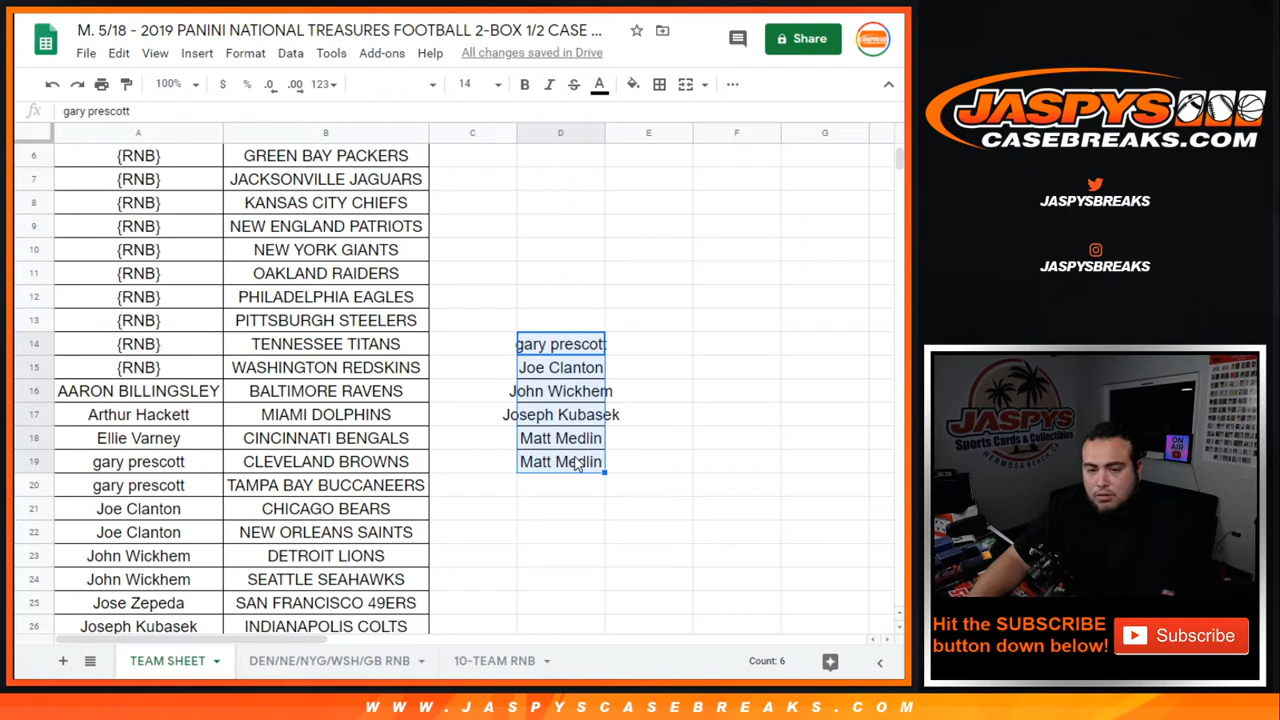 M. 5/18 - 2019 PANINI NATIONAL TREASURES FOOTBALL 2-BOX 1/2 CASE ...
File Edit View Insert Format Data Tools Add-ons Help All changes saved in Drive
Share
100% $ % .0 .00 123 14 B I S A ...
fx gary prescott
A B C D E F G
6 {RNB} GREEN BAY PACKERS
7 {RNB} JACKSONVILLE JAGUARS
8 {RNB} KANSAS CITY CHIEFS
9 {RNB} NEW ENGLAND PATRIOTS
10 {RNB} NEW YORK GIANTS
11 {RNB} OAKLAND RAIDERS
12 {RNB} PHILADELPHIA EAGLES
13 {RNB} PITTSBURGH STEELERS
14 {RNB} TENNESSEE TITANS gary prescott
15 {RNB} WASHINGTON REDSKINS Joe Clanton
16 AARON BILLINGSLEY BALTIMORE RAVENS John Wickhem
17 Arthur Hackett MIAMI DOLPHINS Joseph Kubasek
18 Ellie Varney CINCINNATI BENGALS Matt Medlin
19 gary prescott CLEVELAND BROWNS Matt Medlin
20 gary prescott TAMPA BAY BUCCANEERS
21 Joe Clanton CHICAGO BEARS
22 Joe Clanton NEW ORLEANS SAINTS
23 John Wickhem DETROIT LIONS
24 John Wickhem SEATTLE SEAHAWKS
25 Jose Zepeda SAN FRANCISCO 49ERS
26 Joseph Kubasek INDIANAPOLIS COLTS
TEAM SHEET DEN/NE/NYG/WSH/GB RNB 10-TEAM RNB Count: 6
JASPYS
CASEBREAKS.COM
JASPYSBREAKS
JASPYSBREAKS
JASPYS
Sports Cards & Collectibles
HERMOSA BEACH CA
ON AIR
Hit the SUBSCRIBE
button down below!
Subscribe
WWW.JASPYSCASEBREAKS.COM